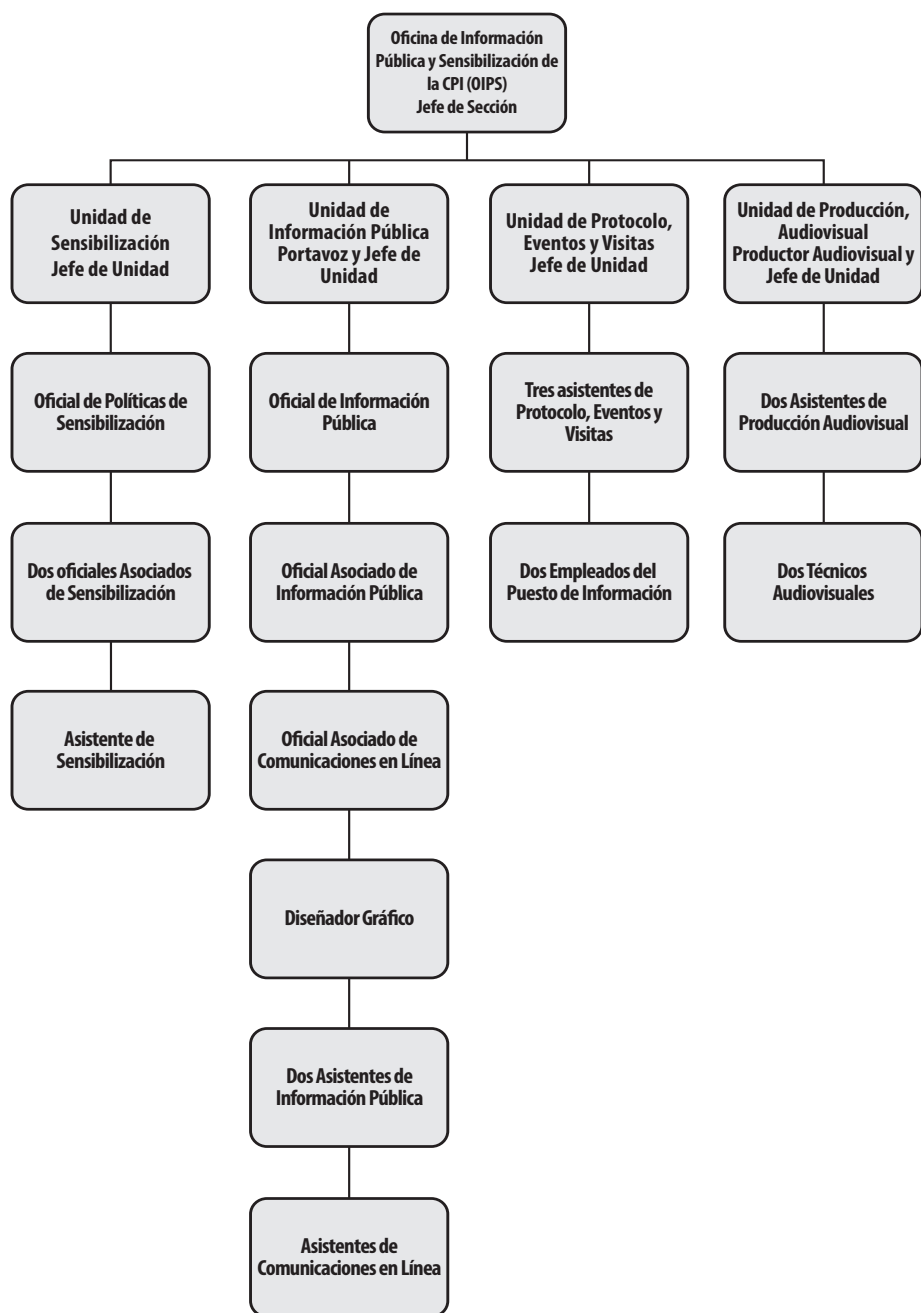 Oficina de Información
Pública y Sensibilización de
la CPI (OIPS)
Jefe de Sección
Unidad de
Sensibilización
Jefe de Unidad
Oficial de Políticas de
Sensibilización
Dos oficiales Asociados
de Sensibilización
Asistente de
Sensibilización
Unidad de
Información Pública
Portavoz y Jefe de
Unidad
Oficial de Información
Pública
Oficial Asociado de
Información Pública
Oficial Asociado de
Comunicaciones en Línea
Diseñador Gráfico
Dos Asistentes de
Información Pública
Asistentes de
Comunicaciones en Línea
Unidad de Protocolo,
Eventos y Visitas
Jefe de Unidad
Tres asistentes de
Protocolo, Eventos y
Visitas
Dos Empleados del
Puesto de Información
Unidad de Producción,
Audiovisual
Productor Audiovisual y
Jefe de Unidad
Dos Asistentes de
Producción Audiovisual
Dos Técnicos
Audiovisuales